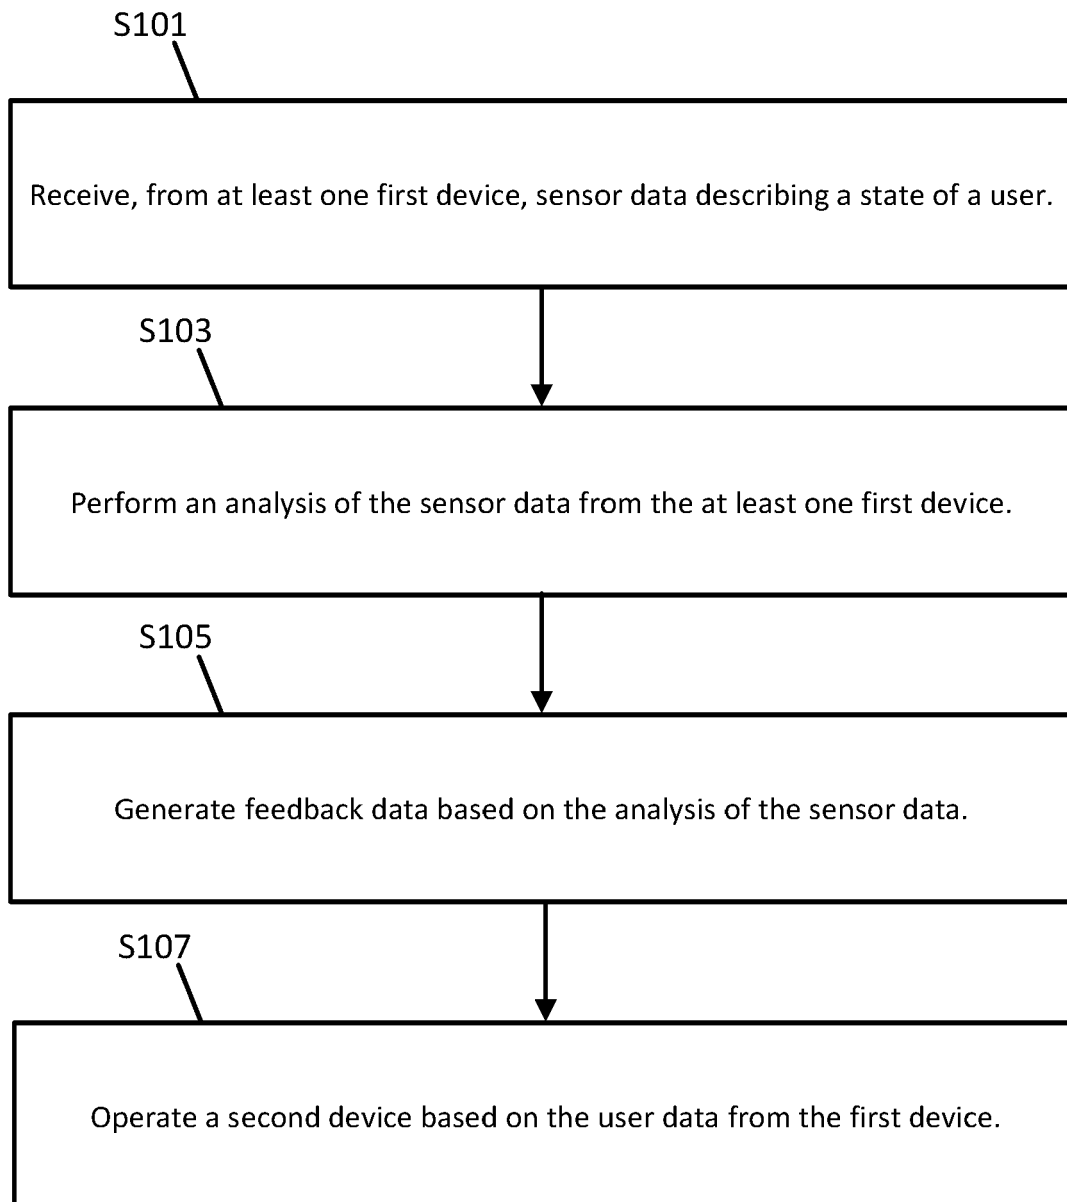 S101
Receive, from at least one first device, sensor data describing a state of a user.
S103
Perform an analysis of the sensor data from the at least one first device.
S105
Generate feedback data based on the analysis of the sensor data.
S107
Operate a second device based on the user data from the first device.